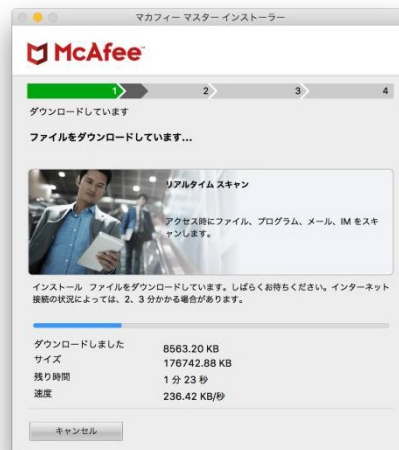 マカフィー マスター インストーラー
McAfee™
1
2
3
4
ダウンロードしています
ファイルをダウンロードしています...
リアルタイム スキャン
アクセス時にファイル、プログラム、メール、IM をスキ
ャンします。
インストール ファイルをダウンロードしています。しばらくお待ちください。インターネット
接続の状況によっては、2、3 分かかる場合があります。
ダウンロードしました 8563.20 KB
サイズ 176742.88 KB
残り時間 1 分 23 秒
速度 236.42 KB/秒
キャンセル